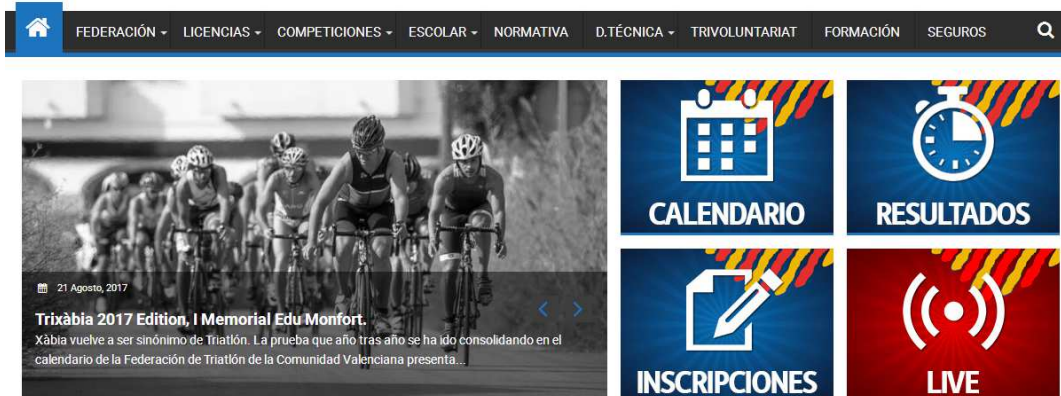 FEDERACIÓN LICENCIAS COMPETICIONES ESCOLAR NORMATIVA D.TÉCNICA TRIVOLUNTARIAT FORMACIÓN SEGUROS
CALENDARIO RESULTADOS
21 Agosto, 2017
Trixàbia 2017 Edition, I Memorial Edu Monfort.
Xàbia vuelve a ser sinónimo de Triatlón. La prueba que año tras año se ha ido consolidando en el
calendario de la Federación de Triatlón de la Comunidad Valenciana presenta...
INSCRIPCIONES LIVE